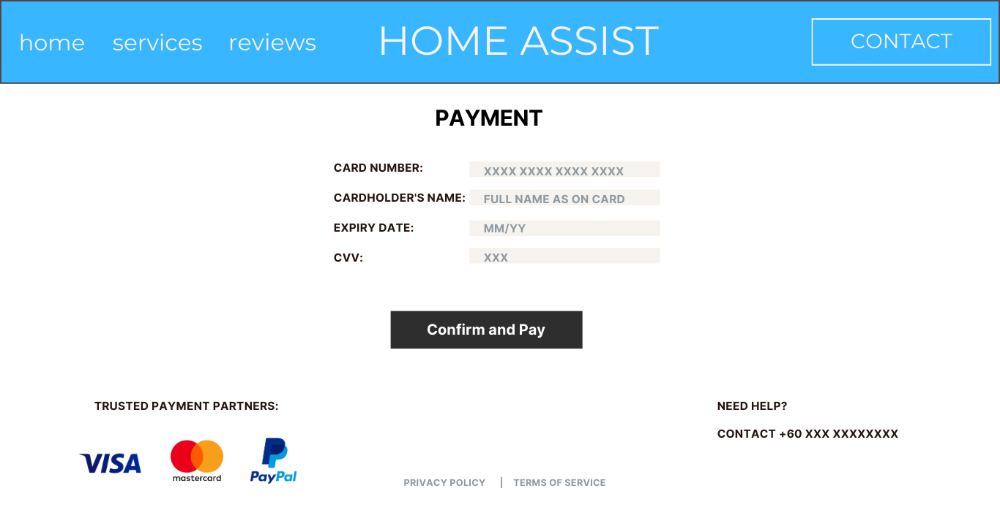 home services reviews HOME ASSIST CONTACT
PAYMENT
CARD NUMBER: XXXX XXXX XXXX XXXX
CARDHOLDER'S NAME: FULL NAME AS ON CARD
EXPIRY DATE: MM/YY
CVV: XXX
Confirm and Pay
TRUSTED PAYMENT PARTNERS:
VISA mastercard PayPal
NEED HELP?
CONTACT +60 XXX XXXXXXXX
PRIVACY POLICY | TERMS OF SERVICE